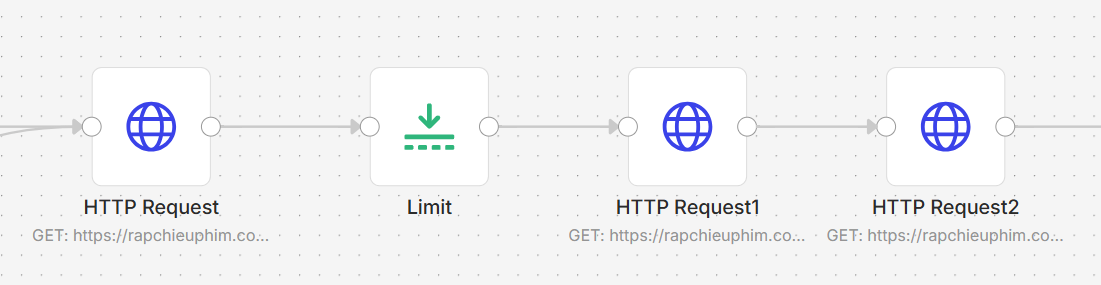 HTTP Request
Limit
HTTP Request1
HTTP Request2
GET: https://rapchieuphim.co...
GET: https://rapchieuphim.co...
GET: https://rapchieuphim.co...